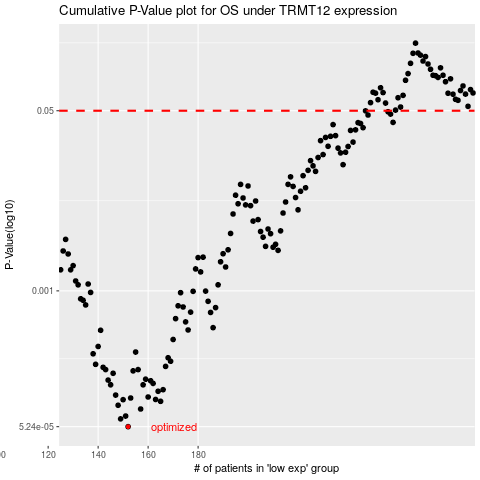 Cumulative P-Value plot for OS under TRMT12 expression
P-Value(log10)
0.05
0.001
5.24e-05
optimized
00 120 140 160 180
# of patients in 'low exp' group